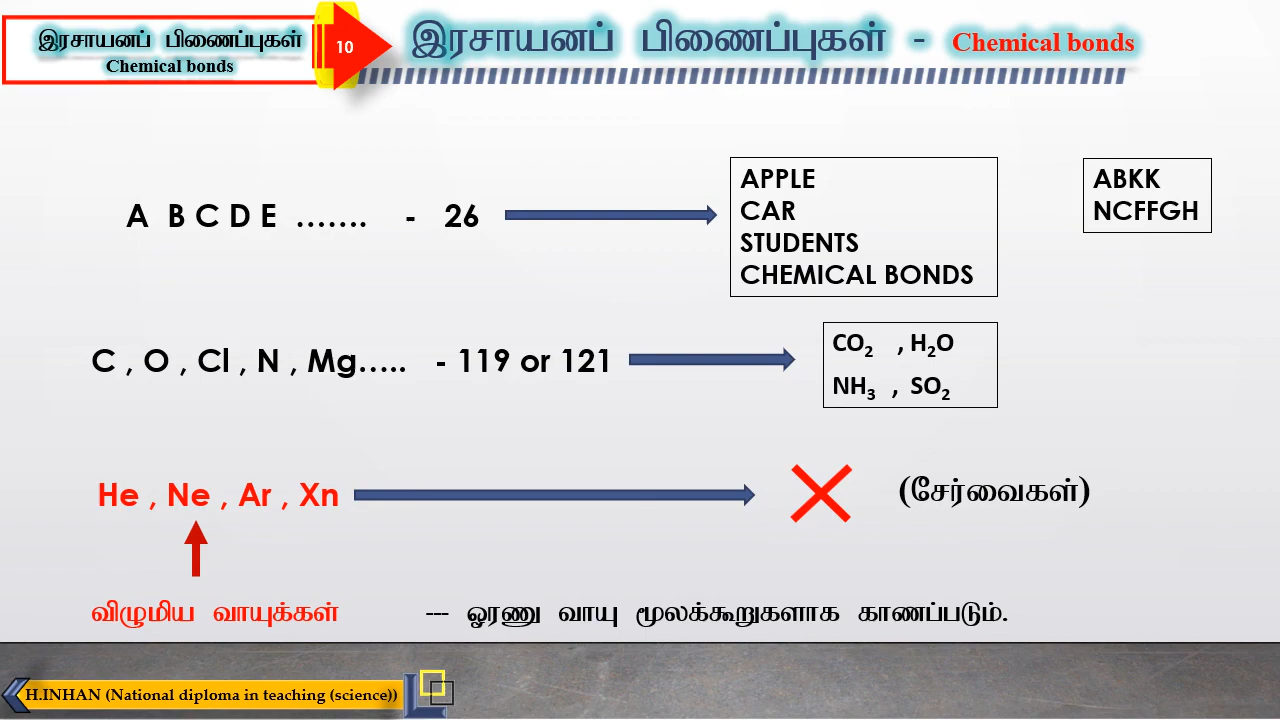 இரசாயனப் பிணைப்புகள்
Chemical bonds
10
இரசாயனப் பிணைப்புகள் - Chemical bonds
A B C D E ....... - 26
APPLE
CAR
STUDENTS
CHEMICAL BONDS
ABKK
NCFFGH
C , O , Cl , N , Mg..... - 119 or 121
CO₂ , H₂O
NH₃ , SO₂
He , Ne , Ar , Xn
(சேர்வைகள்)
விழுமிய வாயுக்கள் --- ஓரணு வாயு மூலக்கூறுகளாக காணப்படும்.
H.INHAN (National diploma in teaching (science))